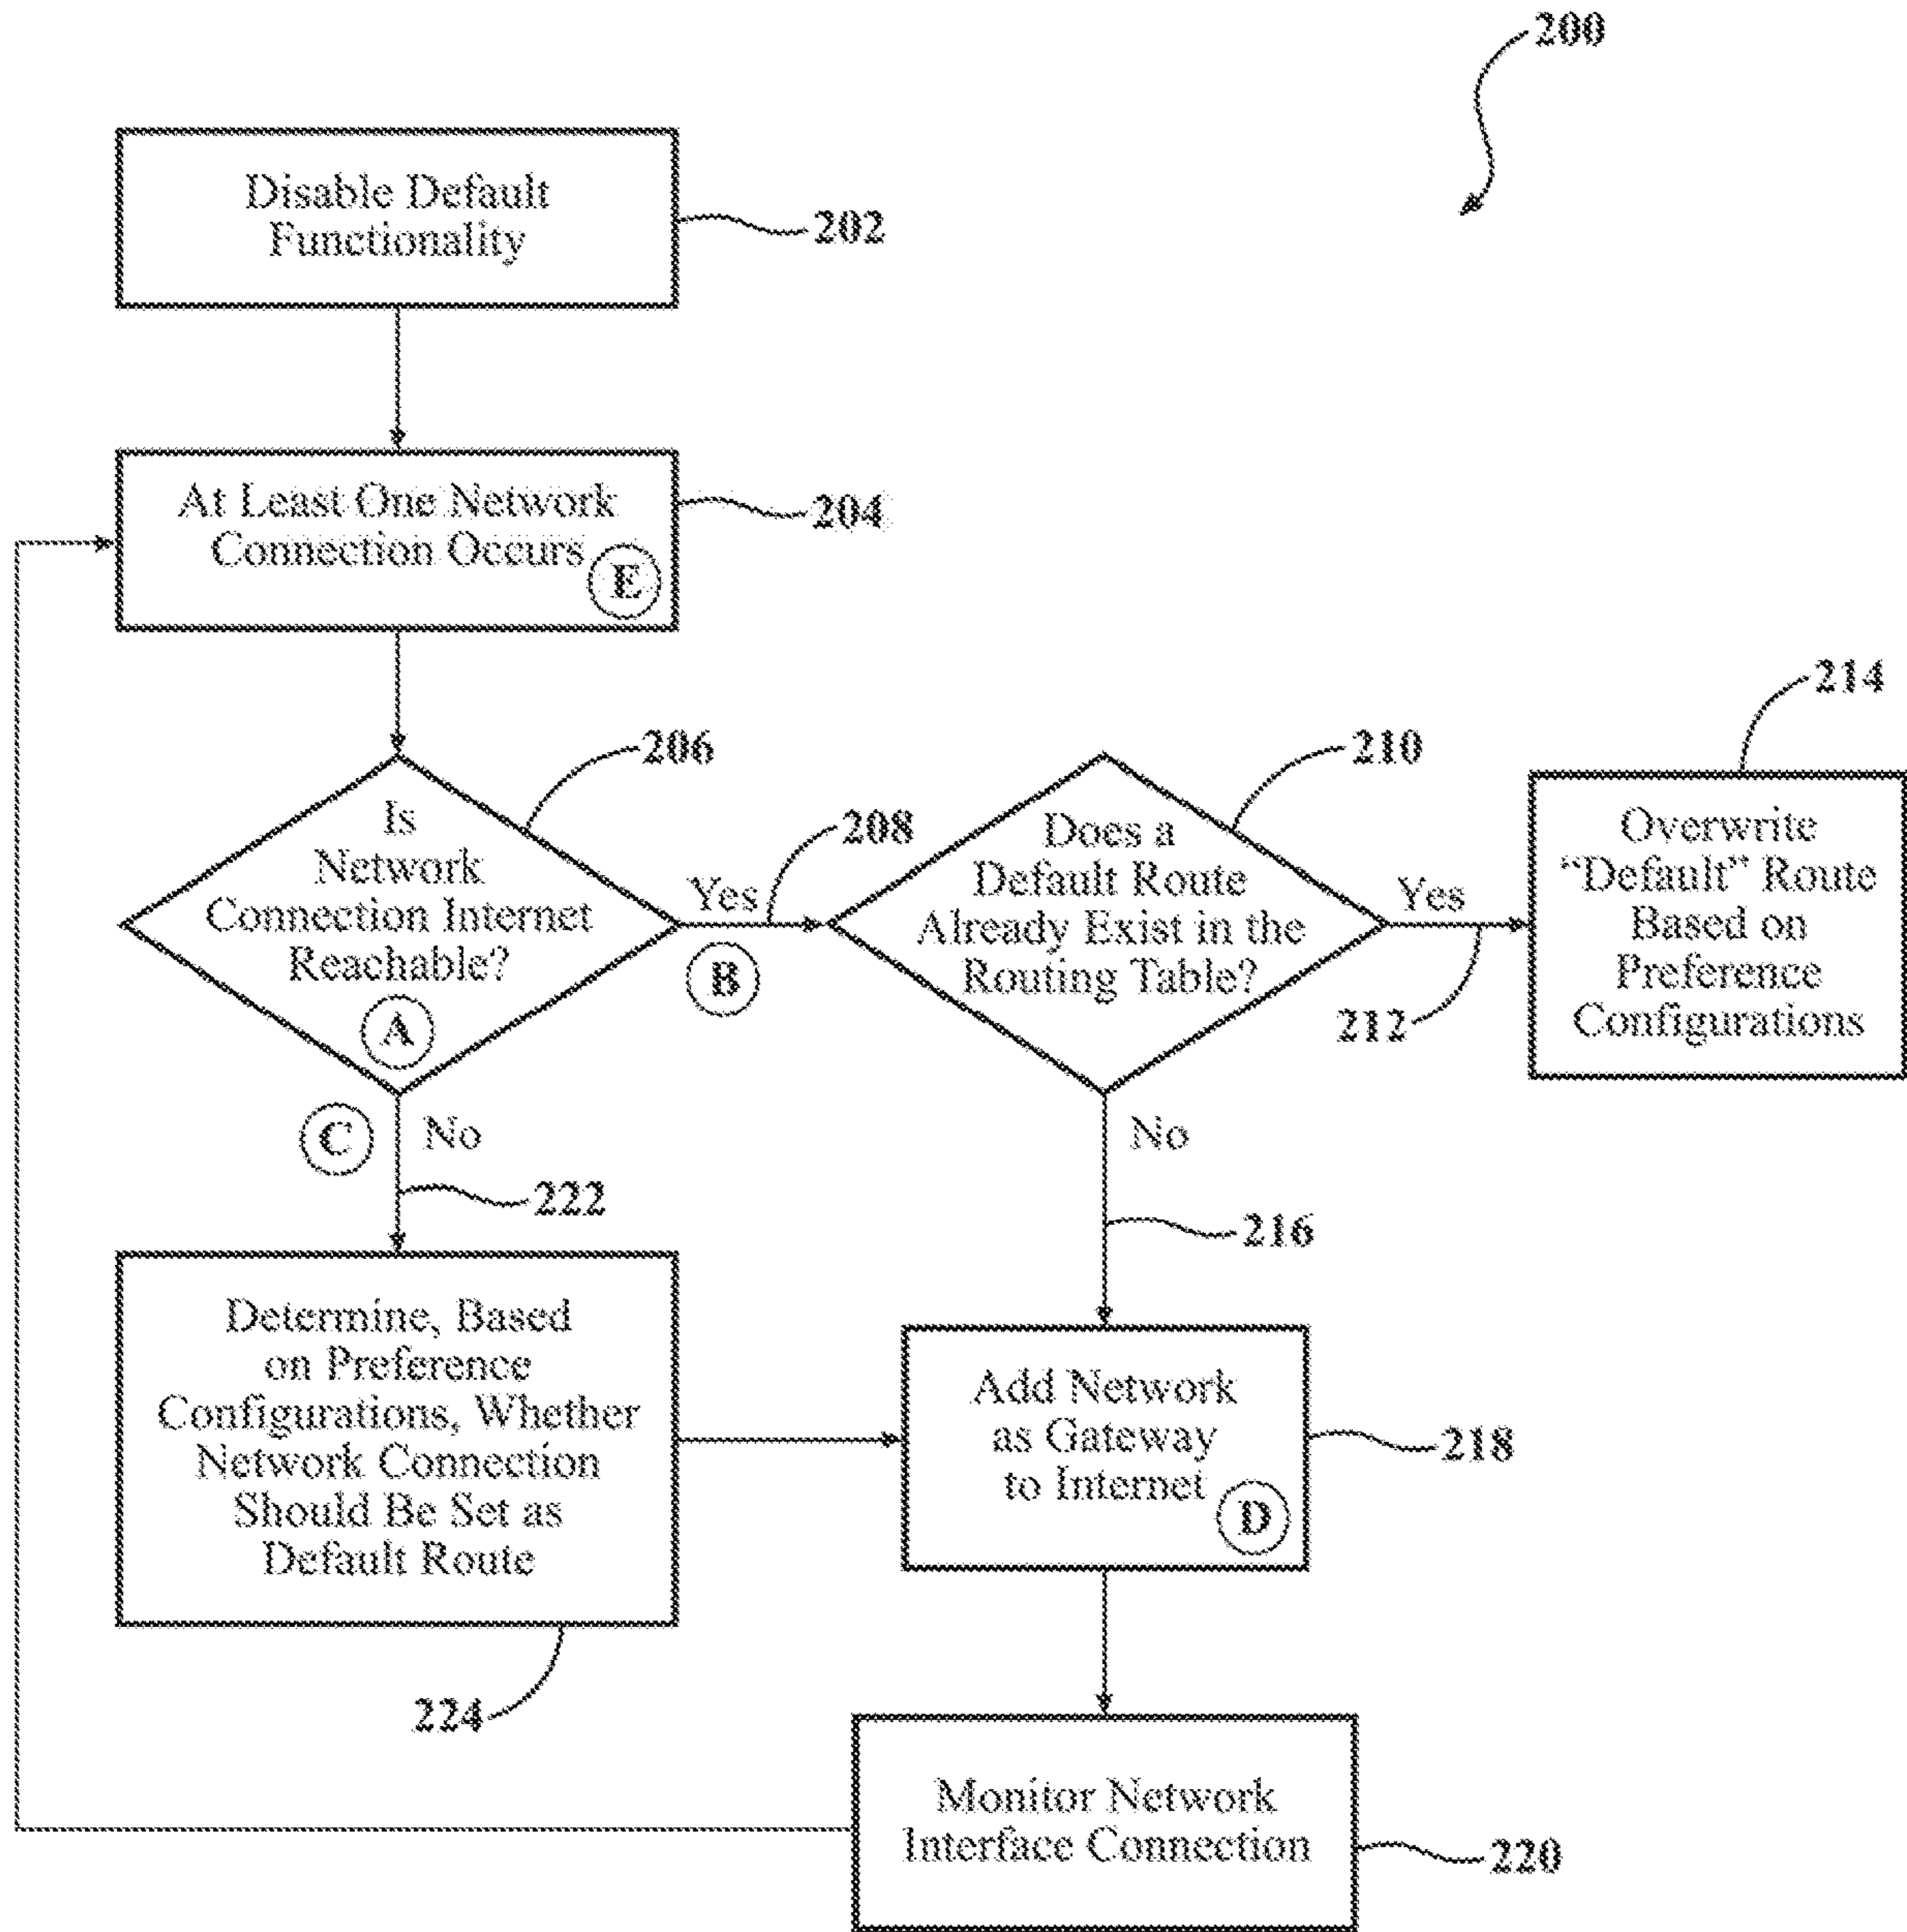 200
Disable Default
Functionality
202
At Least One Network
Connection Occurs
E
204
Is
Network
Connection Internet
Reachable?
A
206
Yes
208
B
Does a
Default Route
Already Exist in the
Routing Table?
210
Yes
212
214
Overwrite
“Default” Route
Based on
Preference
Configurations
C
No
222
No
216
Determine, Based
on Preference
Configurations, Whether
Network Connection
Should Be Set as
Default Route
224
Add Network
as Gateway
to Internet
D
218
Monitor Network
Interface Connection
220